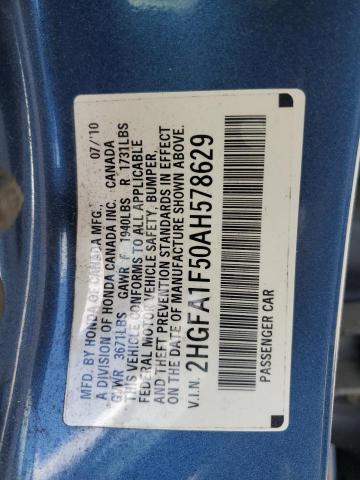 MFD. BY HONDA OF CANADA MFG. 07/10
A DIVISION OF HONDA CANADA INC. CANADA
GVWR 3671LBS GAWR F 1940LBS R 1731LBS
THIS VEHICLE CONFORMS TO ALL APPLICABLE
FEDERAL MOTOR VEHICLE SAFETY, BUMPER,
AND THEFT PREVENTION STANDARDS IN EFFECT
ON THE DATE OF MANUFACTURE SHOWN ABOVE.
V.I.N. 2HGFA1F50AH578629
PASSENGER CAR